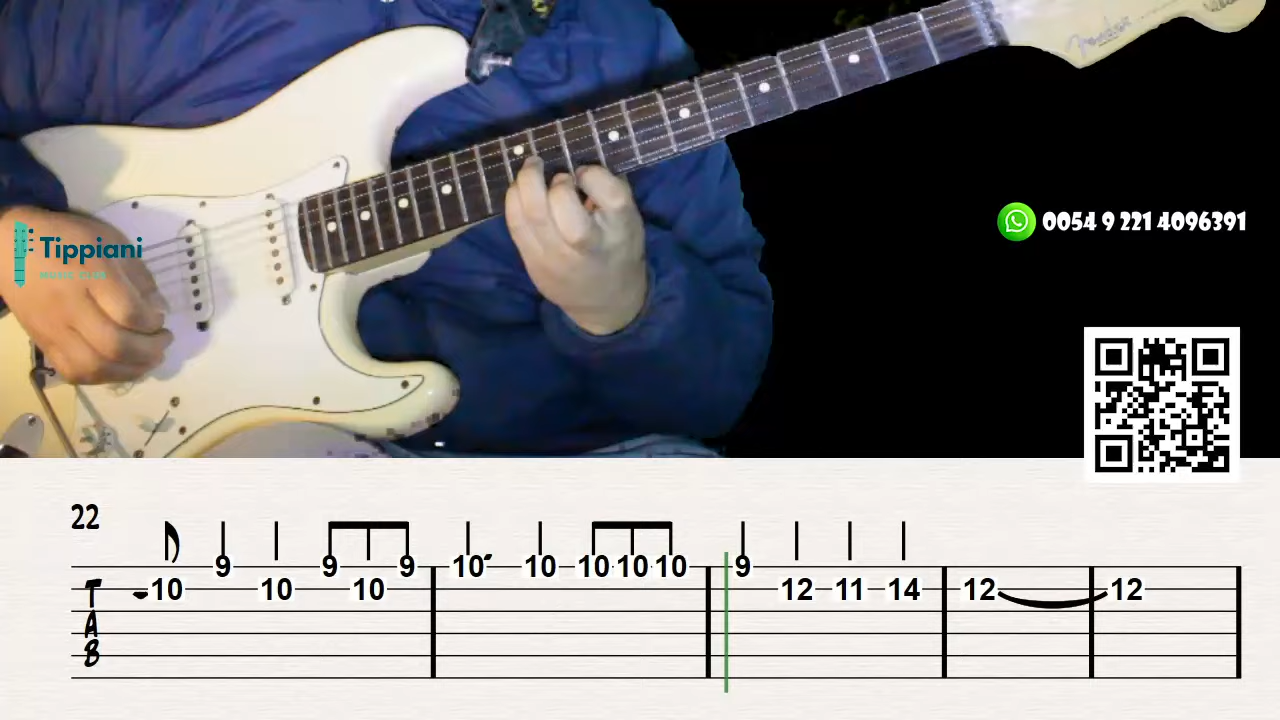 Fender
0054 9 221 4096391
Tippiani
22
10 9 10 9 10 9 10 10 10 10 10 9 12 11 14 12 12
T
A
B